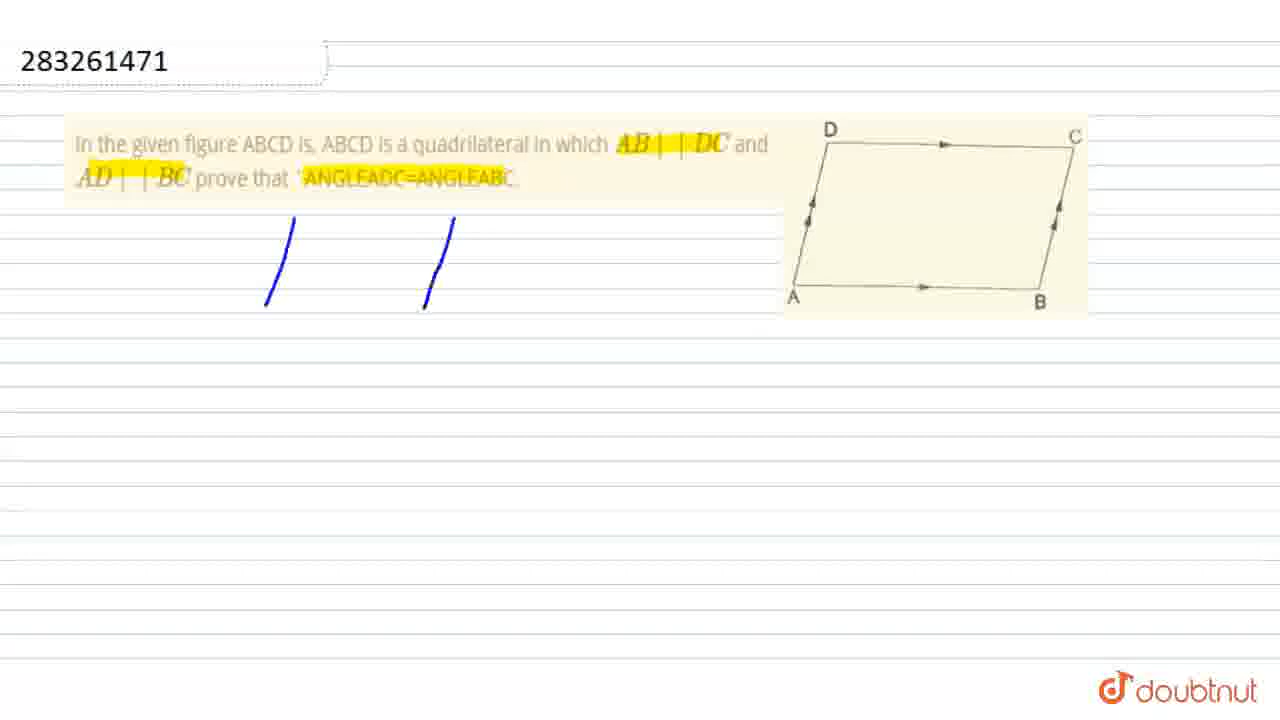 283261471
In the given figure ABCD is, ABCD is a quadrilateral in which AB||DC and
AD||BC prove that `ANGLEADC=ANGLEABC.
D
C
A
B
doubtnut